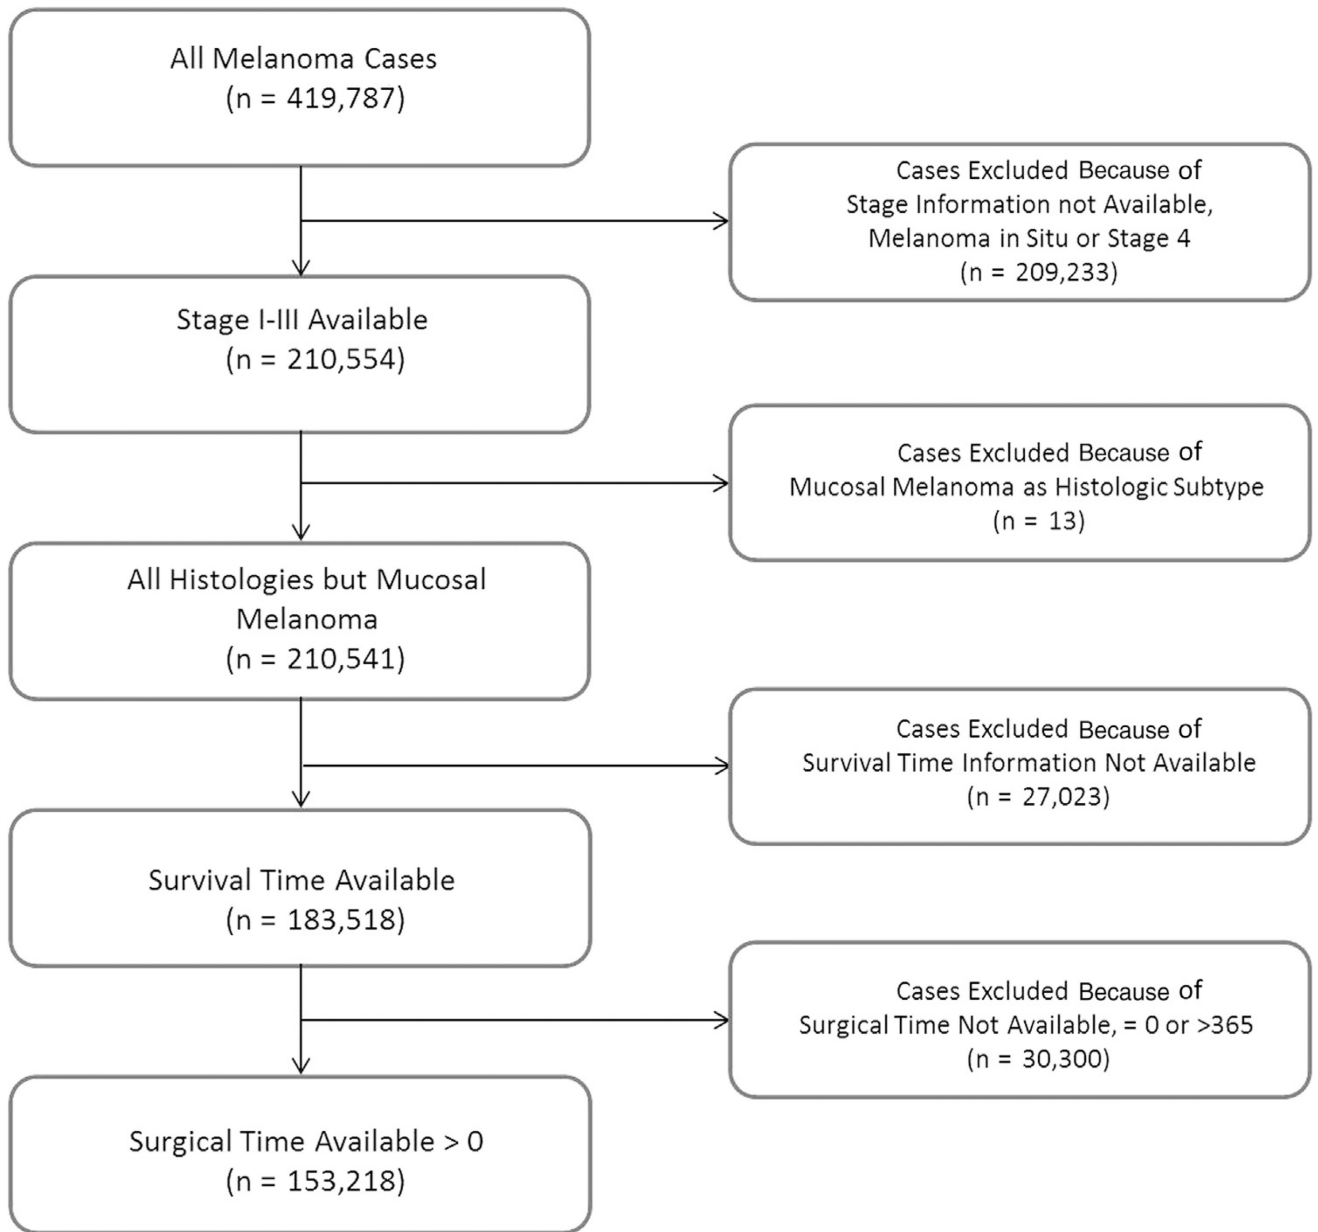 All Melanoma Cases
(n = 419,787)
Cases Excluded Because of
Stage Information not Available,
Melanoma in Situ or Stage 4
(n = 209,233)
Stage I-III Available
(n = 210,554)
Cases Excluded Because of
Mucosal Melanoma as Histologic Subtype
(n = 13)
All Histologies but Mucosal
Melanoma
(n = 210,541)
Cases Excluded Because of
Survival Time Information Not Available
(n = 27,023)
Survival Time Available
(n = 183,518)
Cases Excluded Because of
Surgical Time Not Available, = 0 or >365
(n = 30,300)
Surgical Time Available > 0
(n = 153,218)